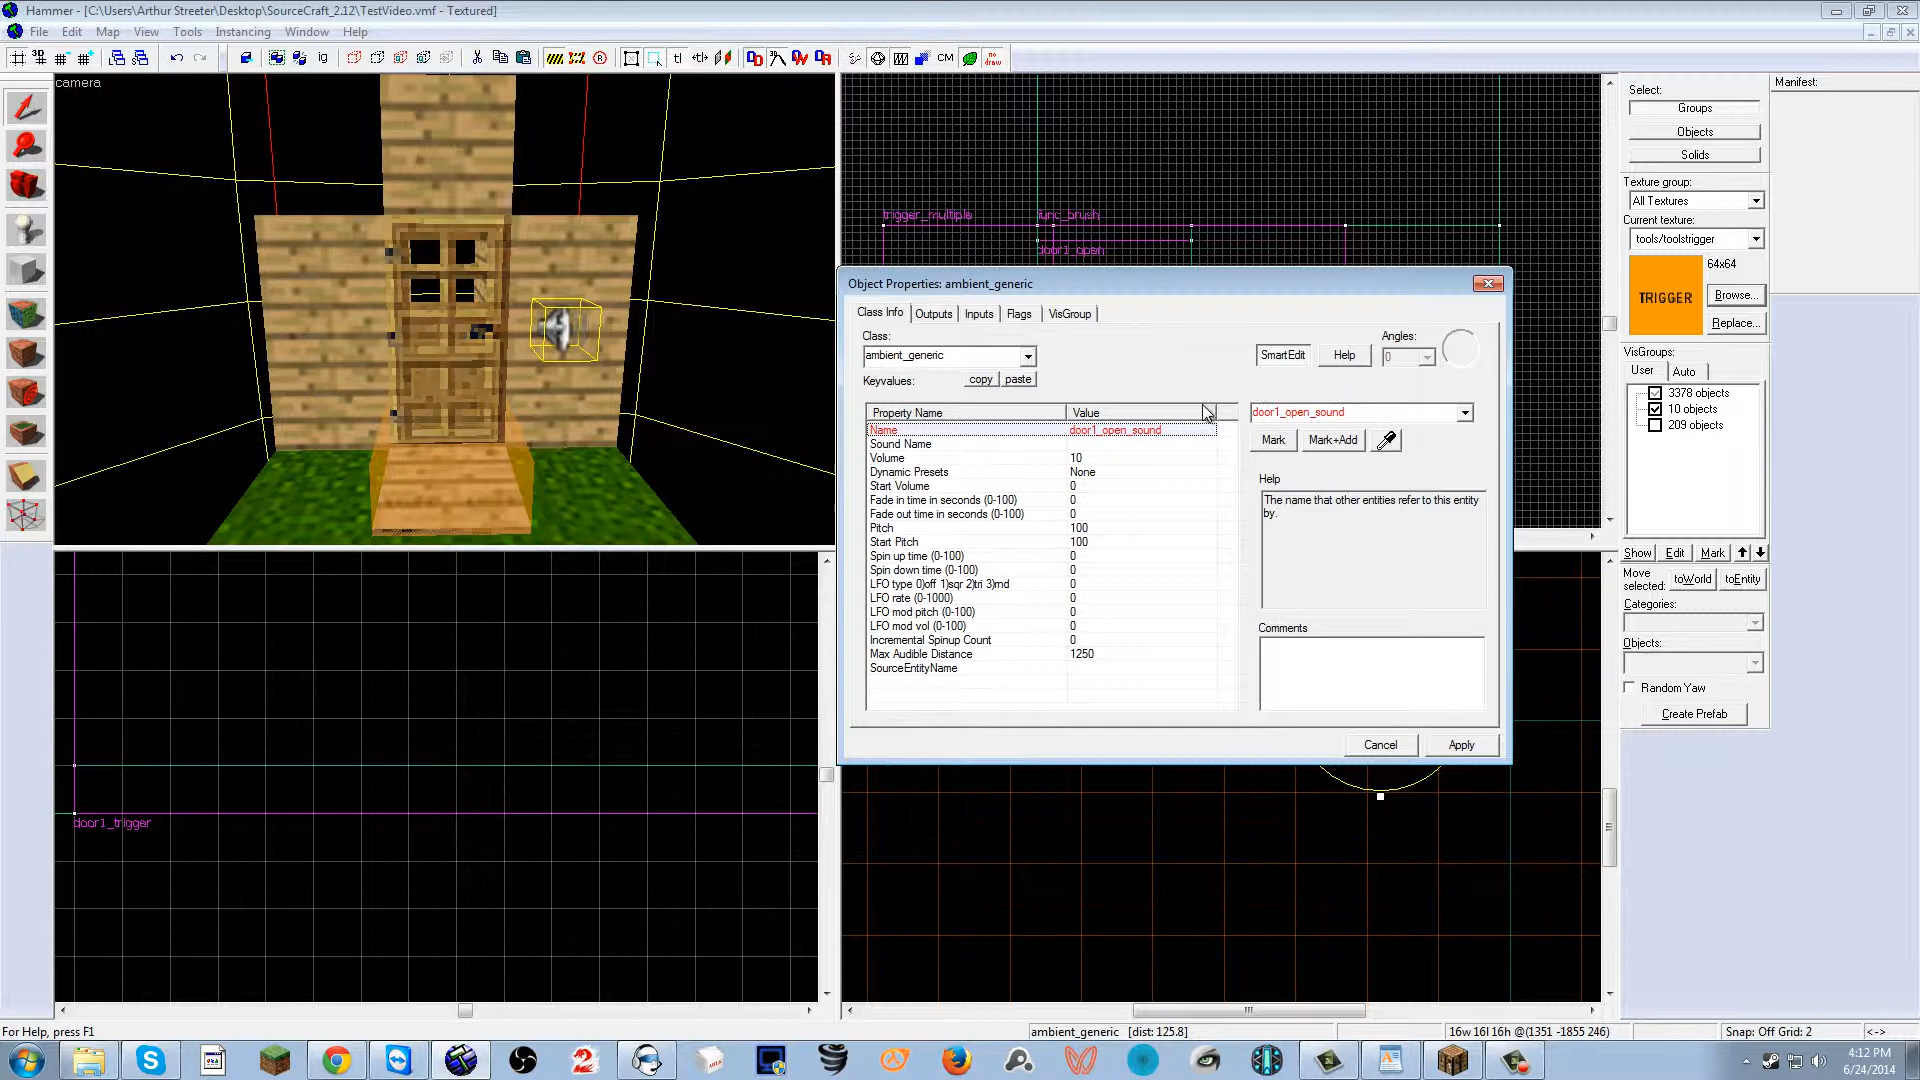 Hammer - [C:\Users\Arthur Streeter\Desktop\SourceCraft_2.12\TestVideo.vmf - Textured]
File Edit Map View Tools Instancing Window Help
3D
ig
tl
CM
no draw
camera
trigger_multiple
func_brush
door1_open
door1_trigger
Object Properties: ambient_generic
Class Info Outputs Inputs Flags VisGroup
Class:
ambient_generic
Keyvalues: copy paste
SmartEdit Help
Angles:
0
Property Name Value
Name door1_open_sound
Sound Name
Volume 10
Dynamic Presets None
Start Volume 0
Fade in time in seconds (0-100) 0
Fade out time in seconds (0-100) 0
Pitch 100
Start Pitch 100
Spin up time (0-100) 0
Spin down time (0-100) 0
LFO type 0)off 1)sqr 2)tri 3)rnd 0
LFO rate (0-1000) 0
LFO mod pitch (0-100) 0
LFO mod vol (0-100) 0
Incremental Spinup Count 0
Max Audible Distance 1250
SourceEntityName
door1_open_sound
Mark Mark+Add
Help
The name that other entities refer to this entity
by.
Comments
Cancel Apply
Select:
Groups
Objects
Solids
Texture group:
All Textures
Current texture:
tools/toolstrigger
64x64
TRIGGER
Browse...
Replace...
VisGroups:
User Auto
3378 objects
10 objects
209 objects
Show Edit Mark
Move
selected: toWorld toEntity
Categories:
Objects:
Random Yaw
Create Prefab
Manifest:
For Help, press F1
ambient_generic [dist: 125.8]
16w 16l 16h @(1351 -1855 246)
Snap: Off Grid: 2
<->
4:12 PM
6/24/2014